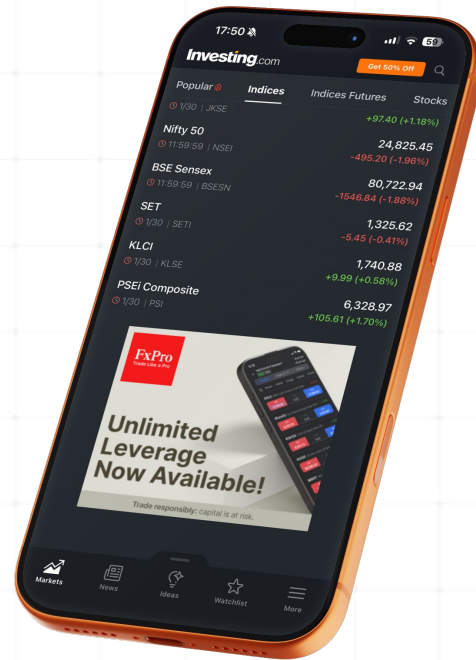 17:50
59
Investing.com
Get 50% Off
Popular
Indices
Indices Futures
Stocks
1/30 | JKSE
+97.40 (+1.18%)
Nifty 50
24,825.45
11:59:59 | NSEI
-495.20 (-1.96%)
BSE Sensex
80,722.94
11:59:59 | BSESN
-1546.84 (-1.88%)
SET
1,325.62
1/30 | SETI
-5.45 (-0.41%)
KLCI
1,740.88
1/30 | KLSE
+9.99 (+0.58%)
PSEi Composite
6,328.97
1/30 | PSI
+105.61 (+1.70%)
FxPro
Trade Like a Pro
Unlimited
Leverage
Now Available!
Trade responsibly: capital is at risk.
Markets
News
Ideas
Watchlist
More